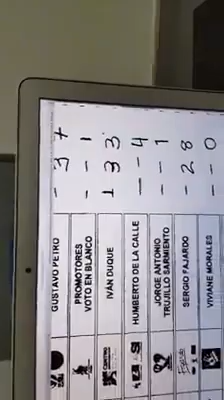 GUSTAVO PETRO - 3 7
PROMOTORES
VOTO EN BLANCO - - 1
IVÁN DUQUE 1 3 3
HUMBERTO DE LA CALLE - - 4
JORGE ANTONIO
TRUJILLO SARMIENTO - - 1
SERGIO FAJARDO - 2 8
VIVIANE MORALES - - 0